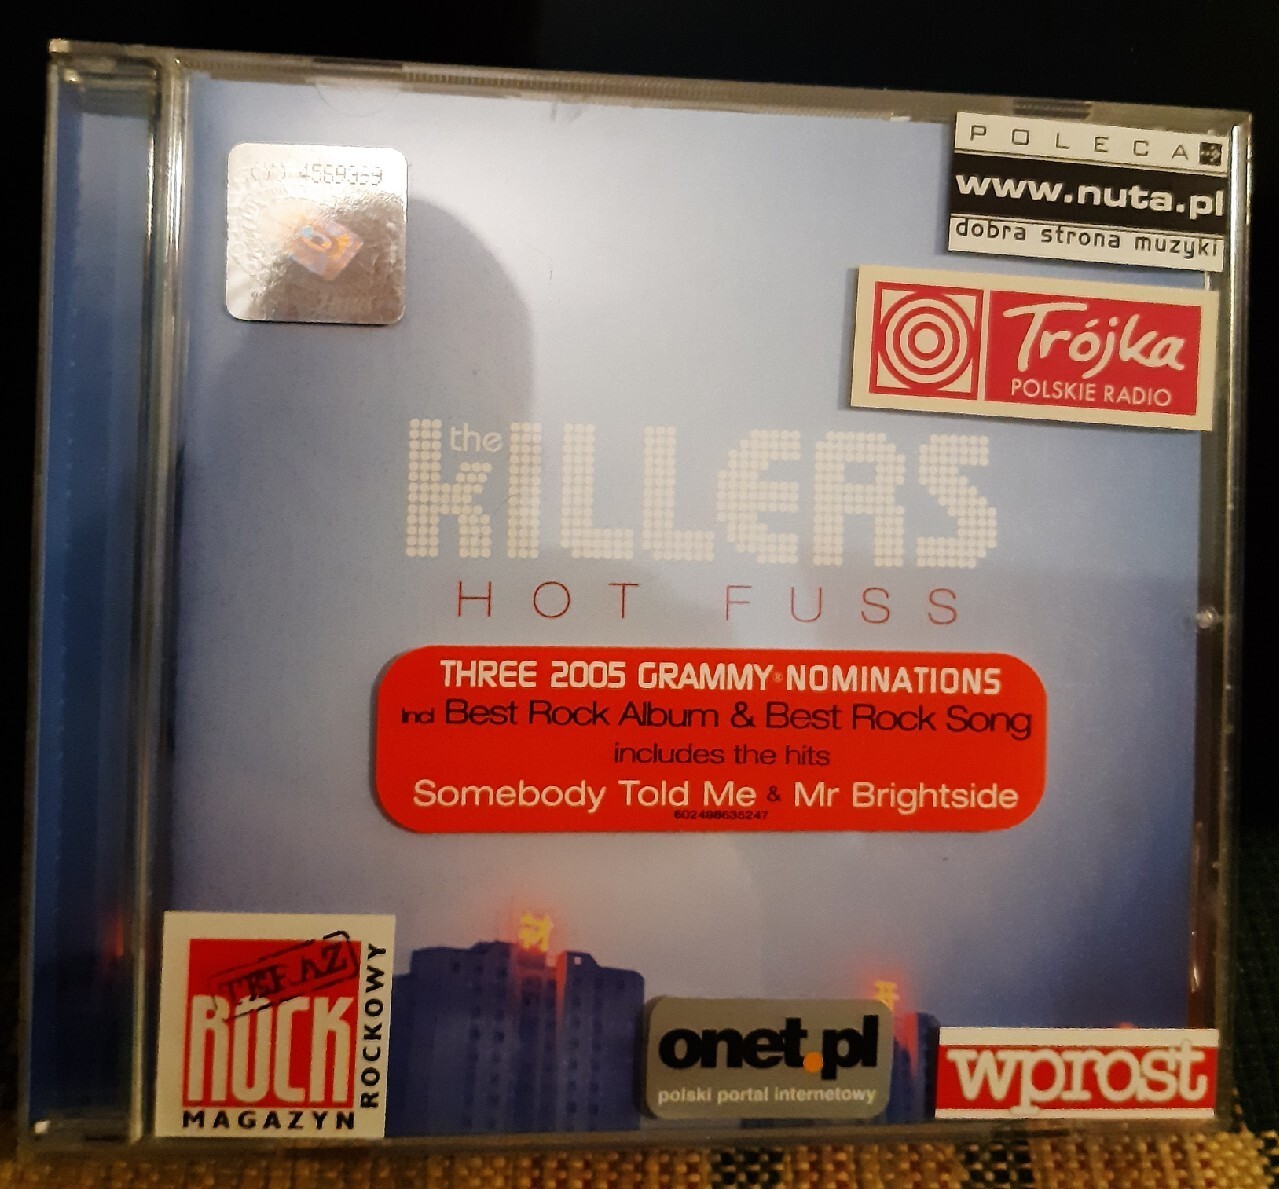 4569369
POLECA
www.nuta.pl
dobra strona muzyki
Trójka
POLSKIE RADIO
the
KILLERS
HOT FUSS
THREE 2005 GRAMMY® NOMINATIONS
incl Best Rock Album & Best Rock Song
includes the hits
Somebody Told Me & Mr Brightside
602498635247
TERAZ
ROCK
MAGAZYN
ROCKOWY
onet.pl
polski portal internetowy
wprost